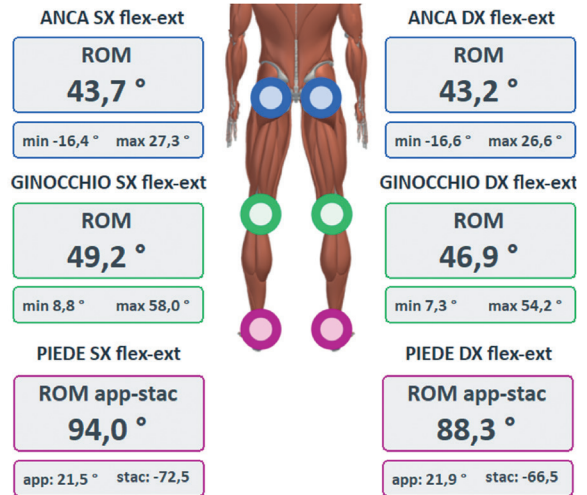 ANCA SX flex-ext
ROM
43,7 °
min -16,4 ° max 27,3 °
GINOCCHIO SX flex-ext
ROM
49,2 °
min 8,8 ° max 58,0 °
PIEDE SX flex-ext
ROM app-stac
94,0 °
app: 21,5 ° stac: -72,5
ANCA DX flex-ext
ROM
43,2 °
min -16,6 ° max 26,6 °
GINOCCHIO DX flex-ext
ROM
46,9 °
min 7,3 ° max 54,2 °
PIEDE DX flex-ext
ROM app-stac
88,3 °
app: 21,9 ° stac: -66,5